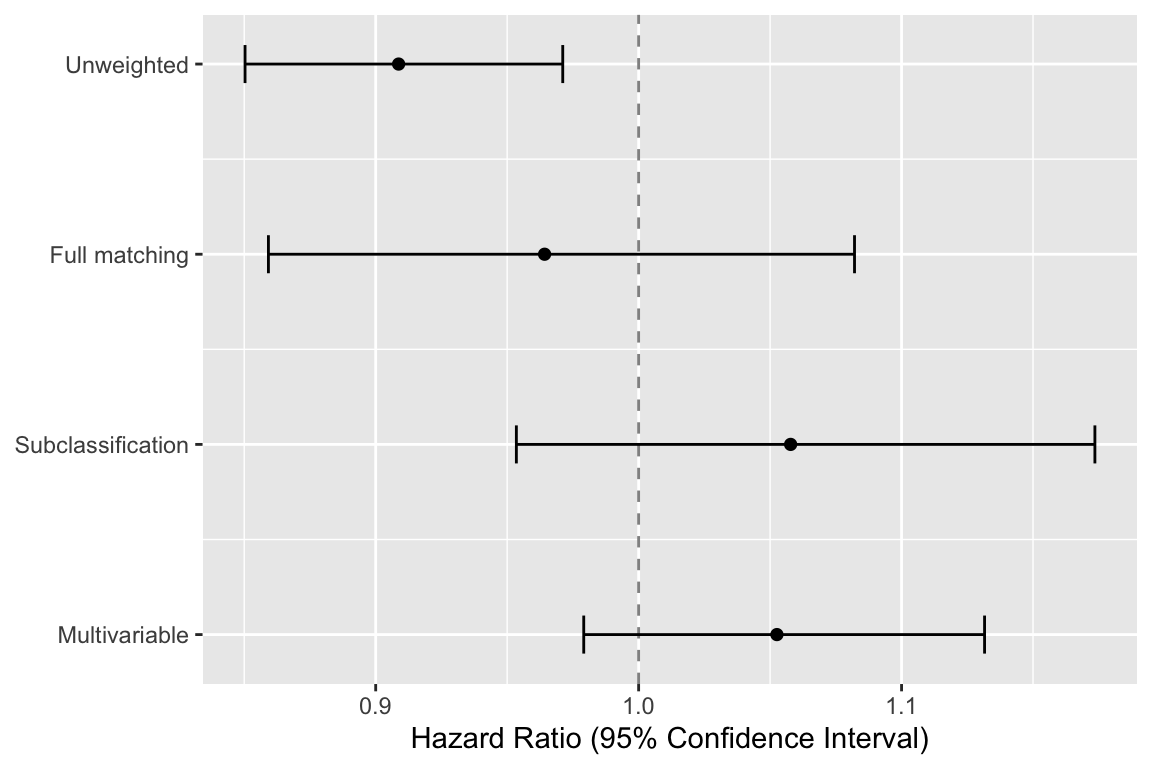 Unweighted
Full matching
Subclassification
Multivariable
0.9
1.0
1.1
Hazard Ratio (95% Confidence Interval)